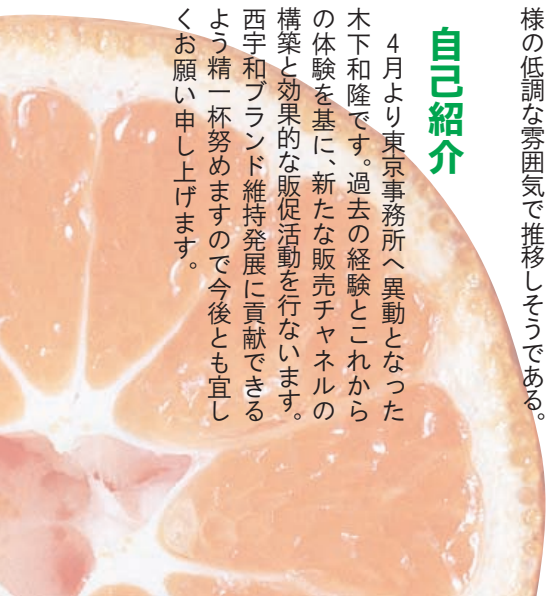 様の低調な雰囲気で推移しそうである。
自己紹介
４月より東京事務所へ異動となった
木下和隆です。過去の経験とこれから
の体験を基に、新たな販売チャネルの
構築と効果的な販促活動を行ないます。
西宇和ブランド維持発展に貢献できる
よう精一杯努めますので今後とも宜し
くお願い申し上げます。